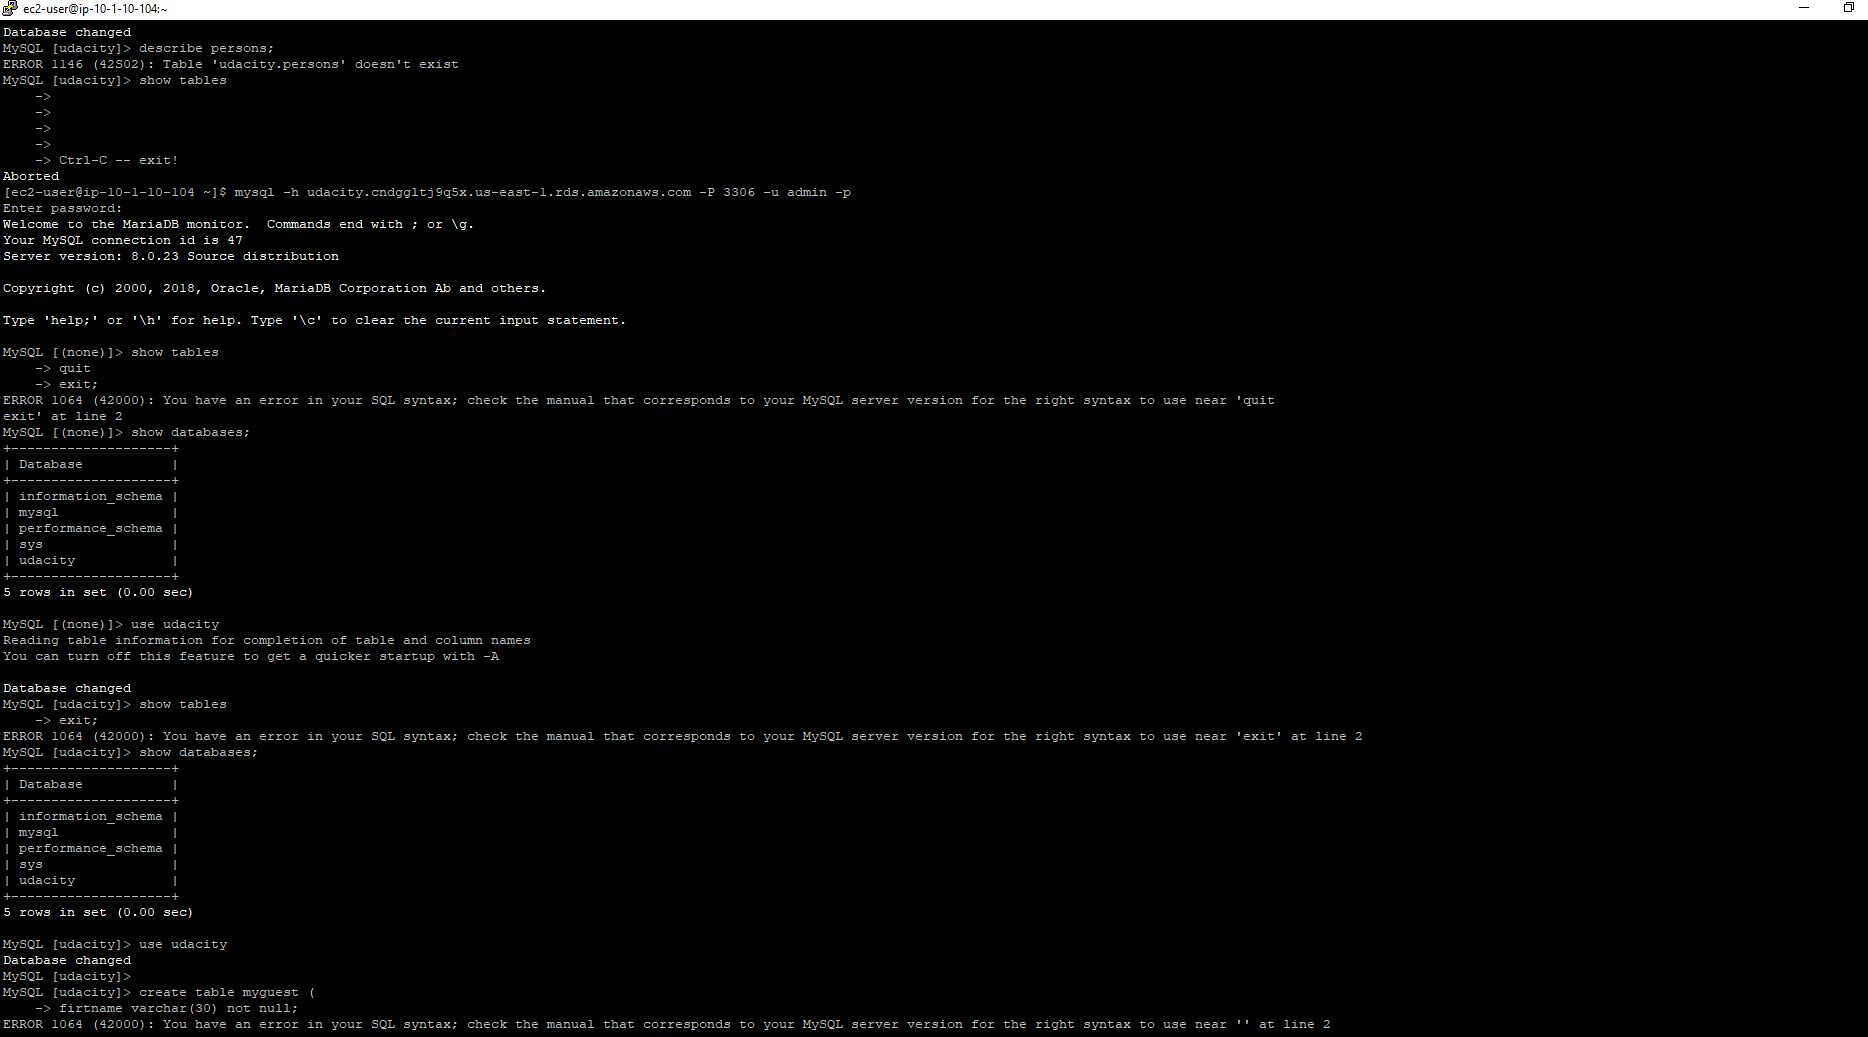 ec2-user@ip-10-1-10-104:~
Database changed
MySQL [udacity]> describe persons;
ERROR 1146 (42S02): Table 'udacity.persons' doesn't exist
MySQL [udacity]> show tables
    ->
    ->
    ->
    ->
    -> Ctrl-C -- exit!
Aborted
[ec2-user@ip-10-1-10-104 ~]$ mysql -h udacity.cndggltj9q5x.us-east-1.rds.amazonaws.com -P 3306 -u admin -p
Enter password:
Welcome to the MariaDB monitor.  Commands end with ; or \g.
Your MySQL connection id is 47
Server version: 8.0.23 Source distribution

Copyright (c) 2000, 2018, Oracle, MariaDB Corporation Ab and others.

Type 'help;' or '\h' for help. Type '\c' to clear the current input statement.

MySQL [(none)]> show tables
    -> quit
    -> exit;
ERROR 1064 (42000): You have an error in your SQL syntax; check the manual that corresponds to your MySQL server version for the right syntax to use near 'quit
exit' at line 2
MySQL [(none)]> show databases;
+--------------------+
| Database           |
+--------------------+
| information_schema |
| mysql              |
| performance_schema |
| sys                |
| udacity            |
+--------------------+
5 rows in set (0.00 sec)

MySQL [(none)]> use udacity
Reading table information for completion of table and column names
You can turn off this feature to get a quicker startup with -A

Database changed
MySQL [udacity]> show tables
    -> exit;
ERROR 1064 (42000): You have an error in your SQL syntax; check the manual that corresponds to your MySQL server version for the right syntax to use near 'exit' at line 2
MySQL [udacity]> show databases;
+--------------------+
| Database           |
+--------------------+
| information_schema |
| mysql              |
| performance_schema |
| sys                |
| udacity            |
+--------------------+
5 rows in set (0.00 sec)

MySQL [udacity]> use udacity
Database changed
MySQL [udacity]>
MySQL [udacity]> create table myguest (
    -> firtname varchar(30) not null;
ERROR 1064 (42000): You have an error in your SQL syntax; check the manual that corresponds to your MySQL server version for the right syntax to use near '' at line 2